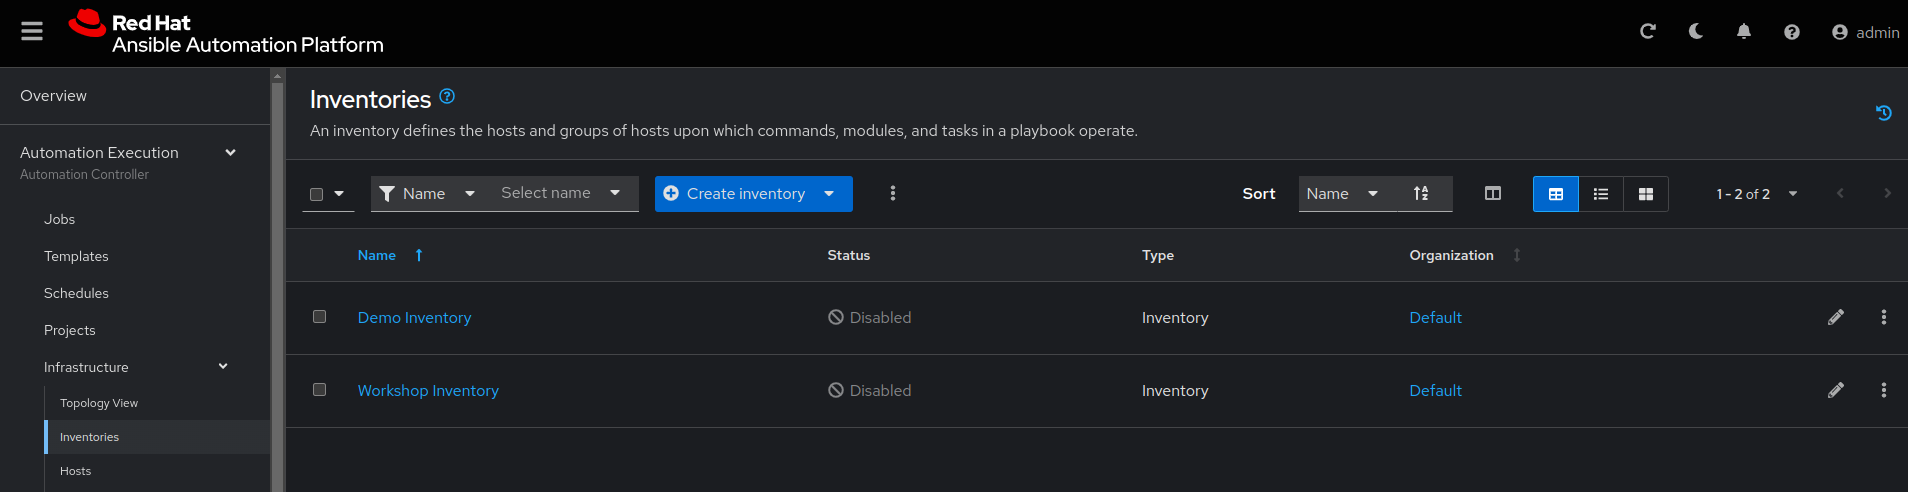 Red Hat
Ansible Automation Platform
admin
Overview
Automation Execution
Automation Controller
Jobs
Templates
Schedules
Projects
Infrastructure
Topology View
Inventories
Hosts
Inventories
An inventory defines the hosts and groups of hosts upon which commands, modules, and tasks in a playbook operate.
Name Select name Create inventory Sort Name 1 - 2 of 2
Name Status Type Organization
Demo Inventory Disabled Inventory Default
Workshop Inventory Disabled Inventory Default